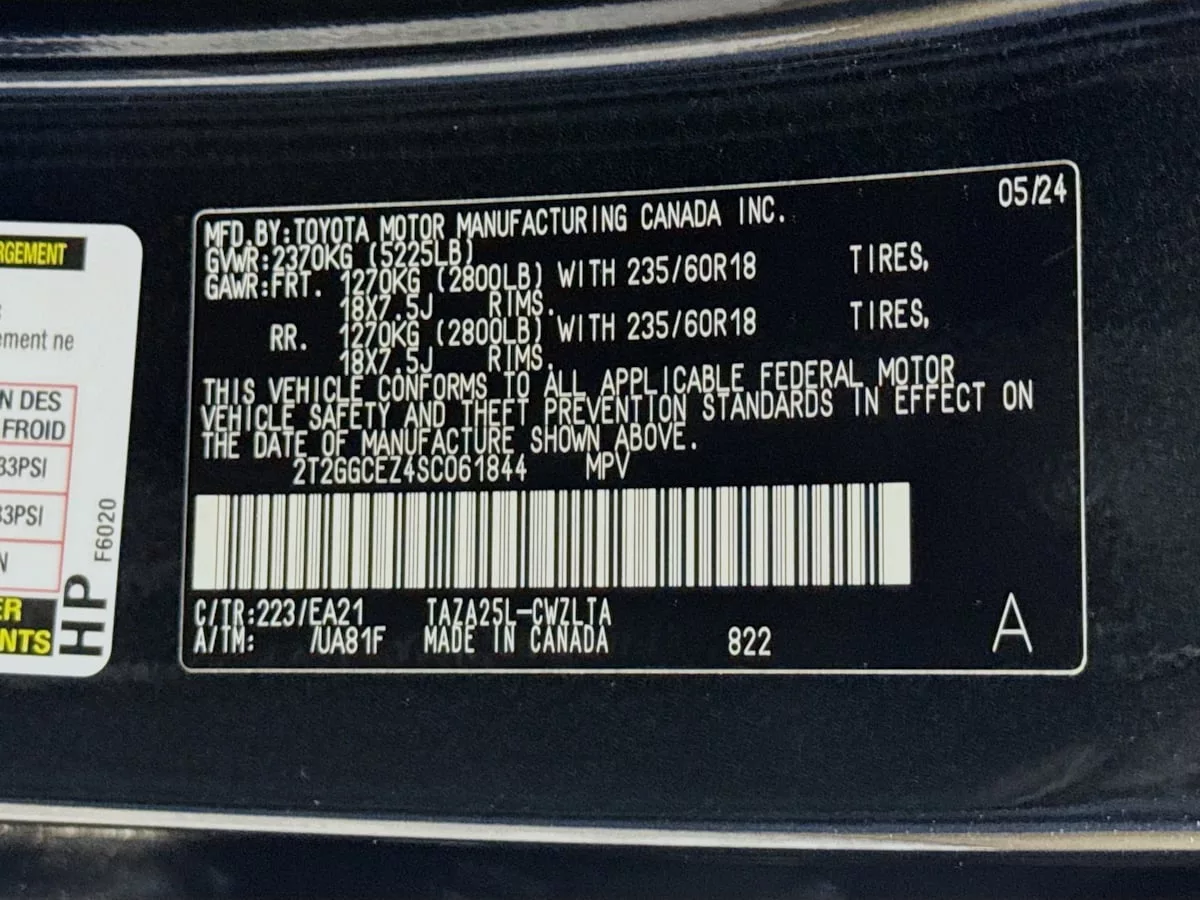 RGEMENT
ement ne
N DES
FROID
33PSI
33PSI
N
ER
NTS
HP
F6020
05/24
MFD.BY:TOYOTA MOTOR MANUFACTURING CANADA INC.
GVWR:2370KG (5225LB)
GAWR:FRT. 1270KG (2800LB) WITH 235/60R18 TIRES,
18X7.5J RIMS.
RR. 1270KG (2800LB) WITH 235/60R18 TIRES,
18X7.5J RIMS.
THIS VEHICLE CONFORMS TO ALL APPLICABLE FEDERAL MOTOR
VEHICLE SAFETY AND THEFT PREVENTION STANDARDS IN EFFECT ON
THE DATE OF MANUFACTURE SHOWN ABOVE.
2T2GGCEZ4SC061844 MPV
C/TR:223/EA21 TAZA25L-CWZLTA
A/TM: /UA81F MADE IN CANADA 822
A